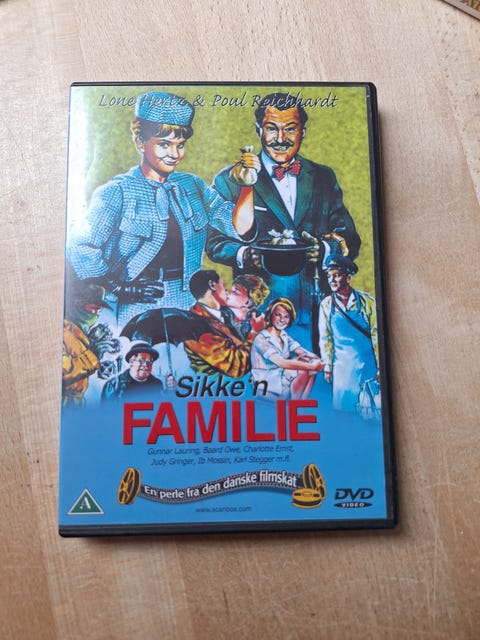 Lone Hertz & Poul Reichhardt
Sikke'n
FAMILIE
Gunnar Lauring, Baard Owe, Charlotte Ernst,
Judy Gringer, Ib Mossin, Karl Stegger m.fl.
En perle fra den danske filmskat
A
www.scanbox.com
DVD
VIDEO